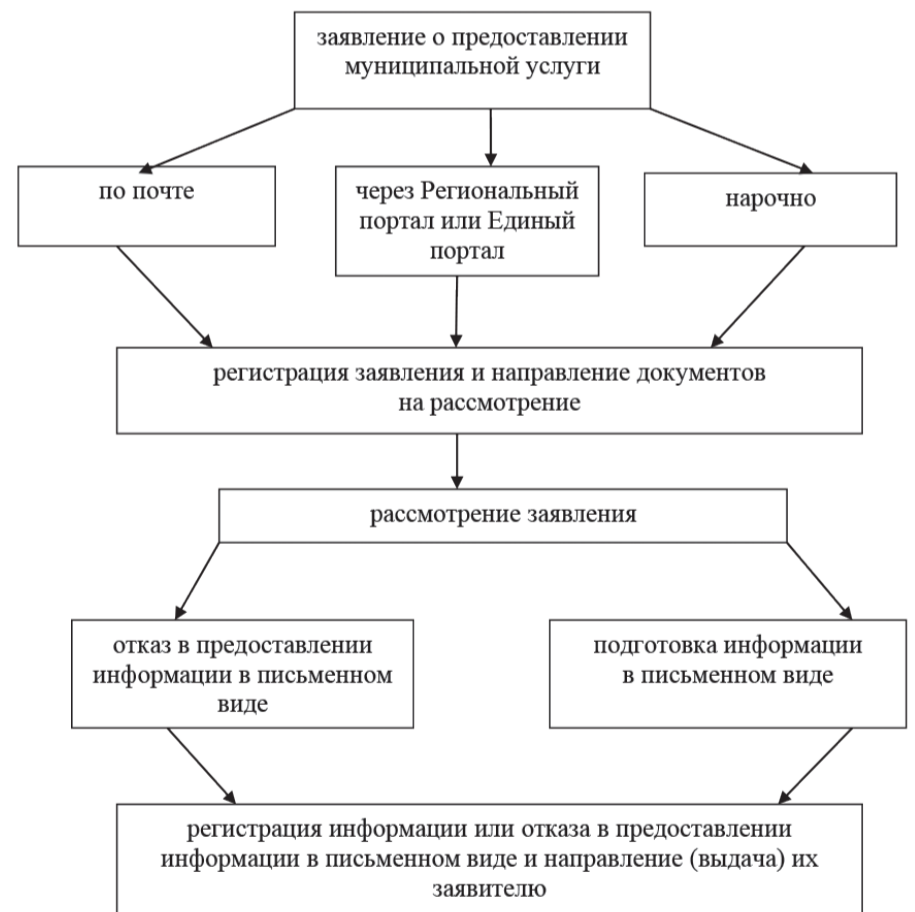 заявление о предоставлении
муниципальной услуги
по почте
через Региональный
портал или Единый
портал
нарочно
регистрация заявления и направление документов
на рассмотрение
рассмотрение заявления
отказ в предоставлении
информации в письменном
виде
подготовка информации
в письменном виде
регистрация информации или отказа в предоставлении
информации в письменном виде и направление (выдача) их
заявителю